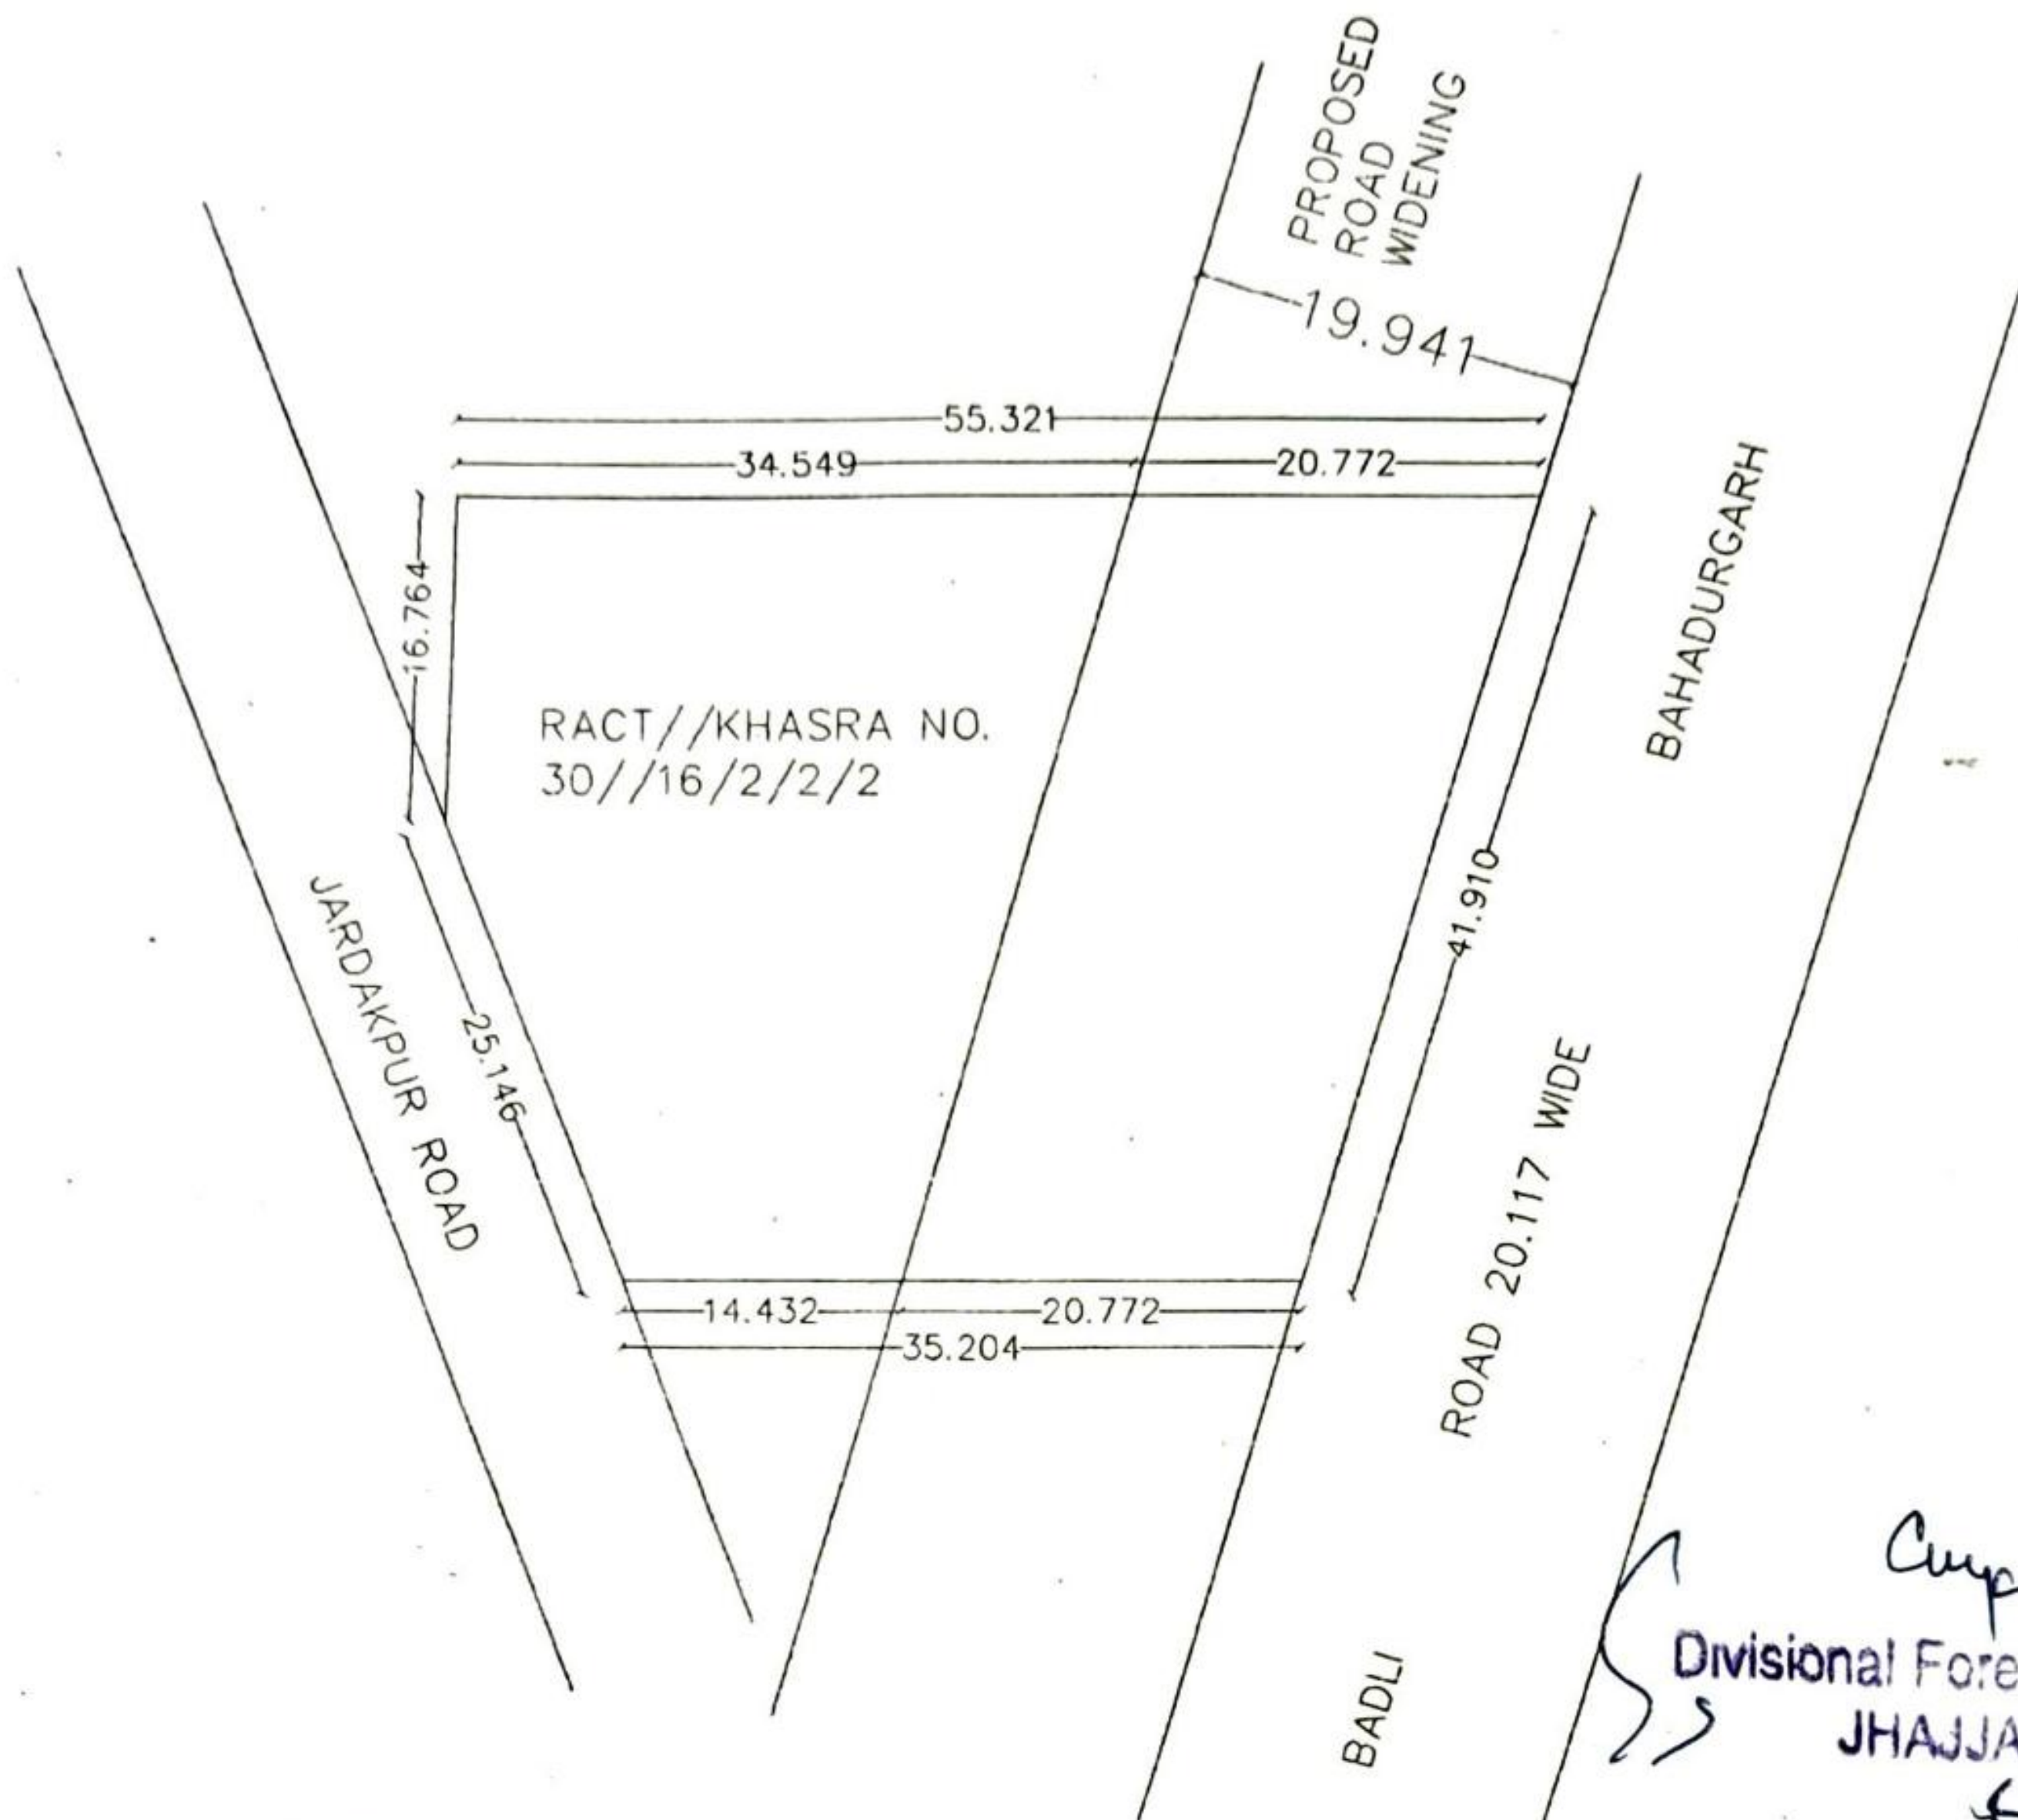 PROPOSED
ROAD
WIDENING
19.941
55.321
34.549
20.772
16.764
RACT//KHASRA NO.
30//16/2/2/2
BAHADURGARH
41.910
JARDAKPUR ROAD
25.146
ROAD 20.117 WIDE
14.432
20.772
35.204
BADLI
Divisional Fore
JHAJJA